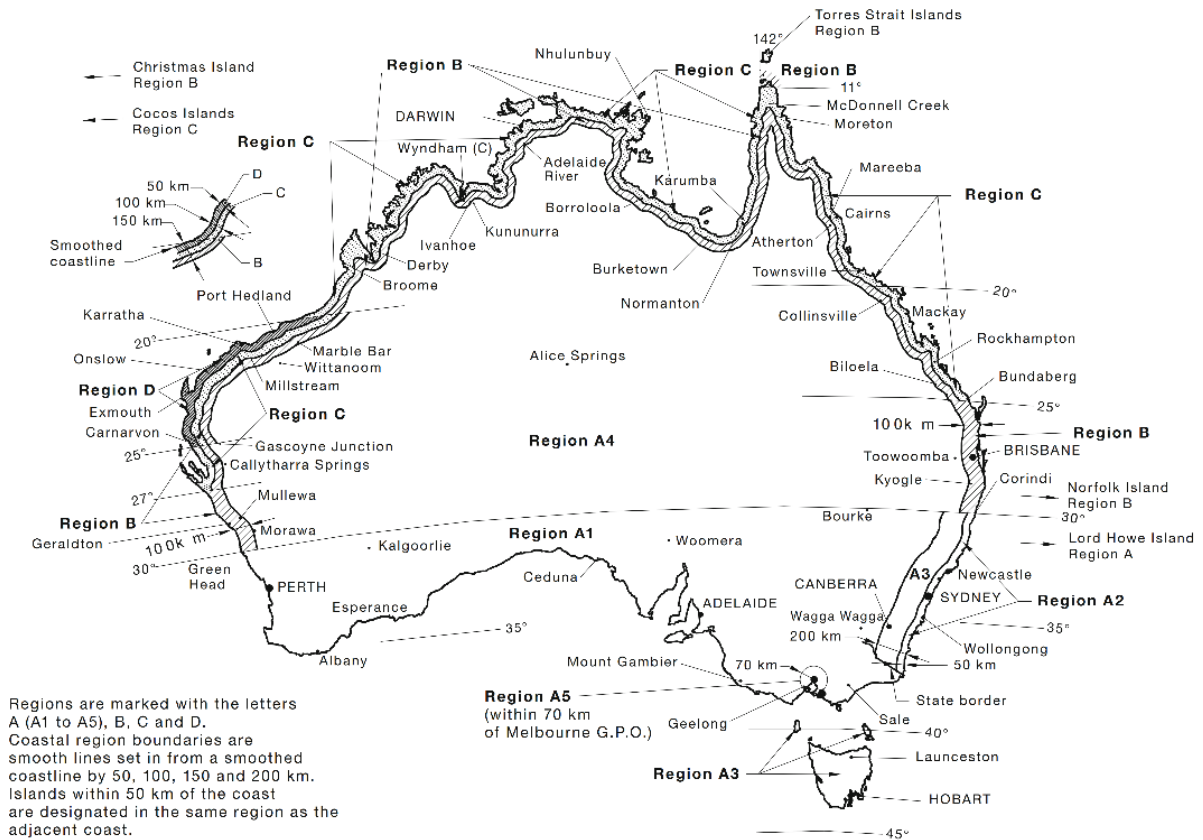 Torres Strait Islands
Region B
142°
Nhulunbuy
Christmas Island
Region B
Region B
Region C
Region B
11°
Cocos Islands
Region C
DARWIN
McDonnell Creek
Moreton
Region C
Wyndham (C)
Adelaide
River
Mareeba
D
50 km
C
100 km
150 km
Karumba
Region C
Borroloola
Cairns
Smoothed
coastline
B
Ivanhoe
Kununurra
Atherton
Derby
Burketown
Townsville
Port Hedland
Broome
Normanton
20°
Karratha
Collinsville
Mackay
20°
Onslow
Marble Bar
Wittanoom
Alice Springs
Rockhampton
Region D
Millstream
Biloela
Bundaberg
Exmouth
Region C
25°
Carnarvon
100k m
Region B
25°
Gascoyne Junction
Region A4
Callytharra Springs
Toowoomba
BRISBANE
27°
Kyogle
Corindi
Mullewa
Norfolk Island
Region B
Region B
Bourke
30°
Geraldton
100k m
Morawa
Region A1
Lord Howe Island
Region A
30°
Kalgoorlie
Woomera
Green
Head
Ceduna
A3
Newcastle
PERTH
CANBERRA
SYDNEY
Region A2
Esperance
ADELAIDE
Wagga Wagga
35°
35°
200 km
Wollongong
Albany
Mount Gambier
70 km
50 km
Region A5
(within 70 km
of Melbourne G.P.O.)
State border
Geelong
Sale
40°
Regions are marked with the letters
A (A1 to A5), B, C and D.
Coastal region boundaries are
smooth lines set in from a smoothed
coastline by 50, 100, 150 and 200 km.
Islands within 50 km of the coast
are designated in the same region as the
adjacent coast.
Launceston
Region A3
HOBART
45°